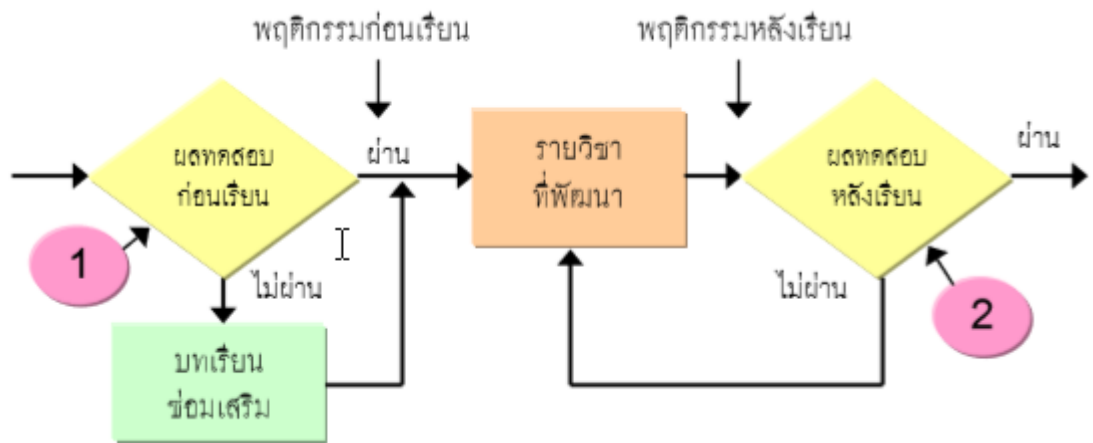 พฤติกรรมก่อนเรียน
พฤติกรรมหลังเรียน
ผลทดสอบ
ก่อนเรียน
ผ่าน
รายวิชา
ที่พัฒนา
ผลทดสอบ
หลังเรียน
ผ่าน
1
ไม่ผ่าน
ไม่ผ่าน
2
บทเรียน
ซ่อมเสริม